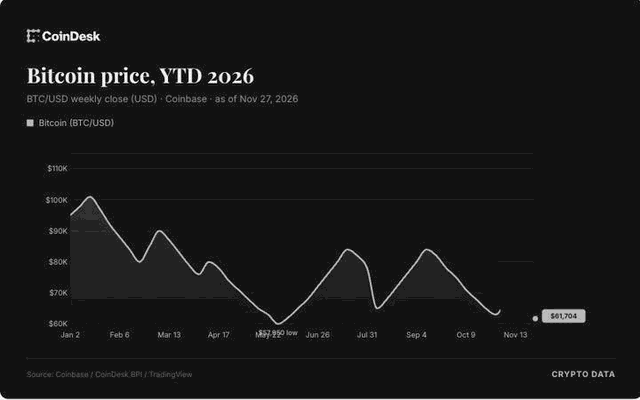 CoinDesk
Bitcoin price, YTD 2026
BTC/USD weekly close (USD) · Coinbase · as of Nov 27, 2026
Bitcoin (BTC/USD)
$110K
$100K
$90K
$80K
$70K
$60K
$61,704
low
Jan 2 Feb 6 Mar 13 Apr 17 May 22 Jun 26 Jul 31 Sep 4 Oct 9 Nov 13
Source: Coinbase / CoinDesk BPI / TradingView
CRYPTO DATA